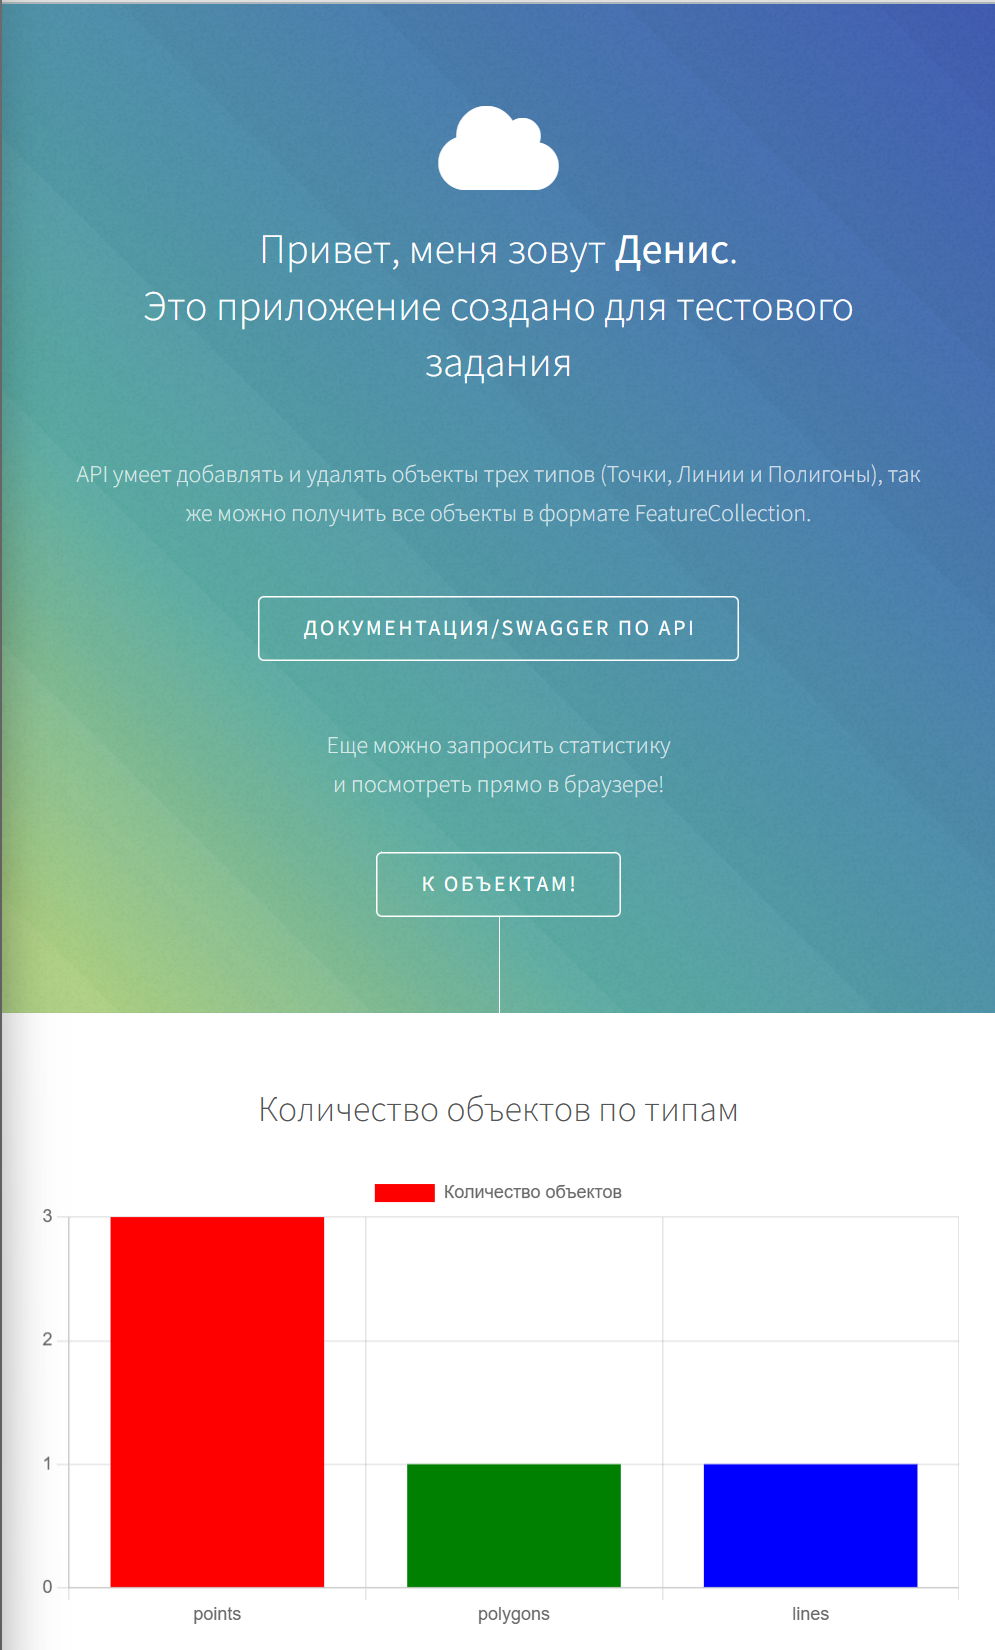 Привет, меня зовут Денис.
Это приложение создано для тестового
задания
API умеет добавлять и удалять объекты трех типов (Точки, Линии и Полигоны), так
же можно получить все объекты в формате FeatureCollection.
ДОКУМЕНТАЦИЯ/SWAGGER ПО API
Еще можно запросить статистику
и посмотреть прямо в браузере!
К ОБЪЕКТАМ!
Количество объектов по типам
Количество объектов
3
2
1
0
points polygons lines